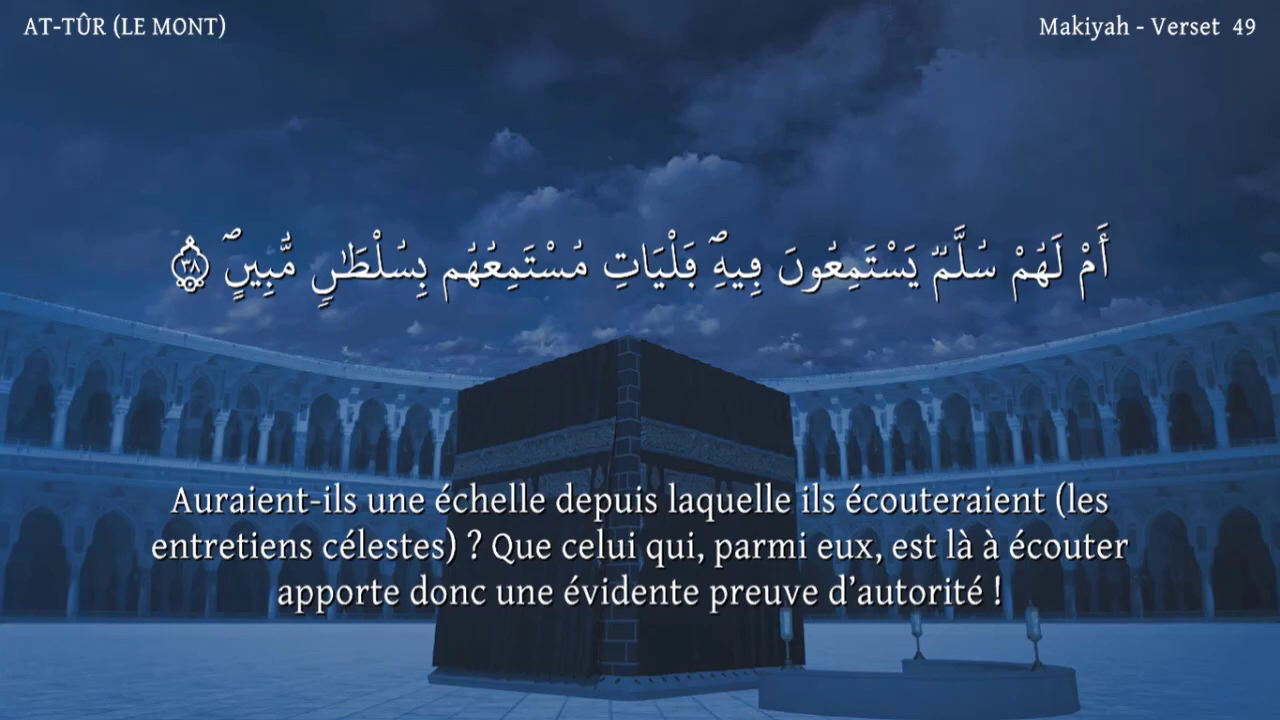 AT-TÛR (LE MONT)
Makiyah - Verset 49
أَمْ لَهُمْ سُلَّمٌ يَسْتَمِعُونَ فِيهِ ۖ فَلْيَأْتِ مُسْتَمِعُهُم بِسُلْطَٰنٍ مُّبِينٍ ۝٣٨
Auraient-ils une échelle depuis laquelle ils écouteraient (les
entretiens célestes) ? Que celui qui, parmi eux, est là à écouter
apporte donc une évidente preuve d’autorité !